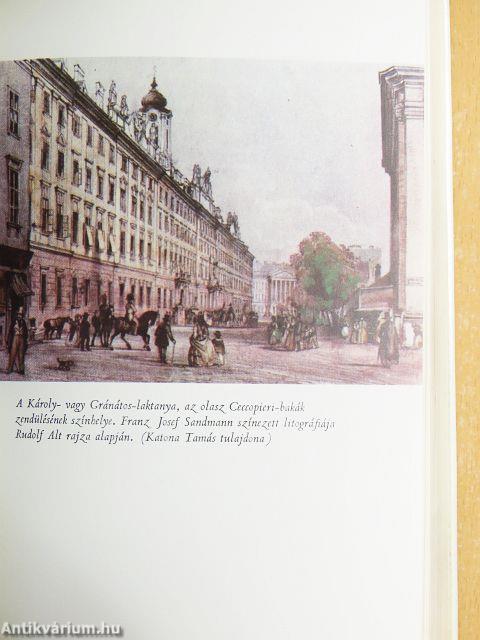 A Károly- vagy Gránátos-laktanya, az olasz Ceccopieri-bakák
zendülésének színhelye. Franz Josef Sandmann színezett litográfiája
Rudolf Alt rajza alapján. (Katona Tamás tulajdona)
Antikvárium.hu